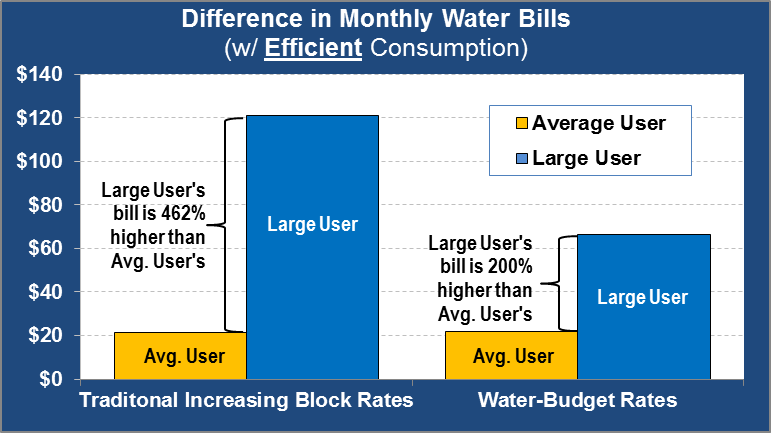 Difference in Monthly Water Bills
(w/ Efficient Consumption)
$140
$120
$100
$80
$60
$40
$20
$0
Average User
Large User
Large User's
bill is 462%
higher than
Avg. User's
Large User
Avg. User
Large User's
bill is 200%
higher than
Avg. User's
Large User
Avg. User
Traditonal Increasing Block Rates
Water-Budget Rates